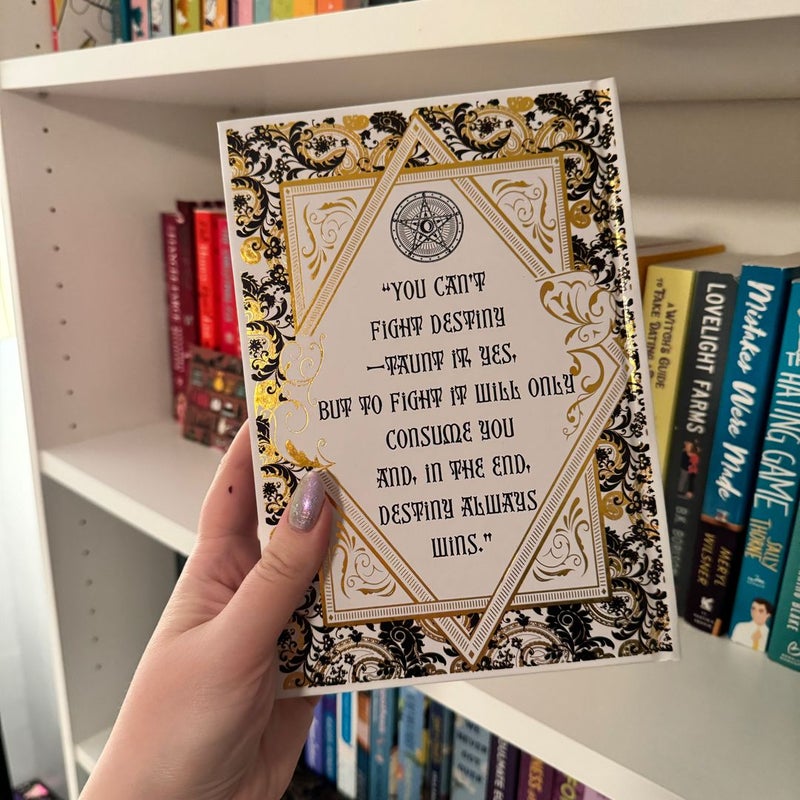 “YOU CAN'T
FIGHT DESTINY
—TAUNT IT, YES,
BUT TO FIGHT IT WILL ONLY
CONSUME YOU
AND, IN THE END,
DESTINY ALWAYS
WINS.”
A WITCH'S GUIDE
TO FAKE DATING
LOVELIGHT FARMS
B.K. BORISON
Mistakes Were Made
MERYL
WILSNER
HATING GAME
SALLY
THORNE